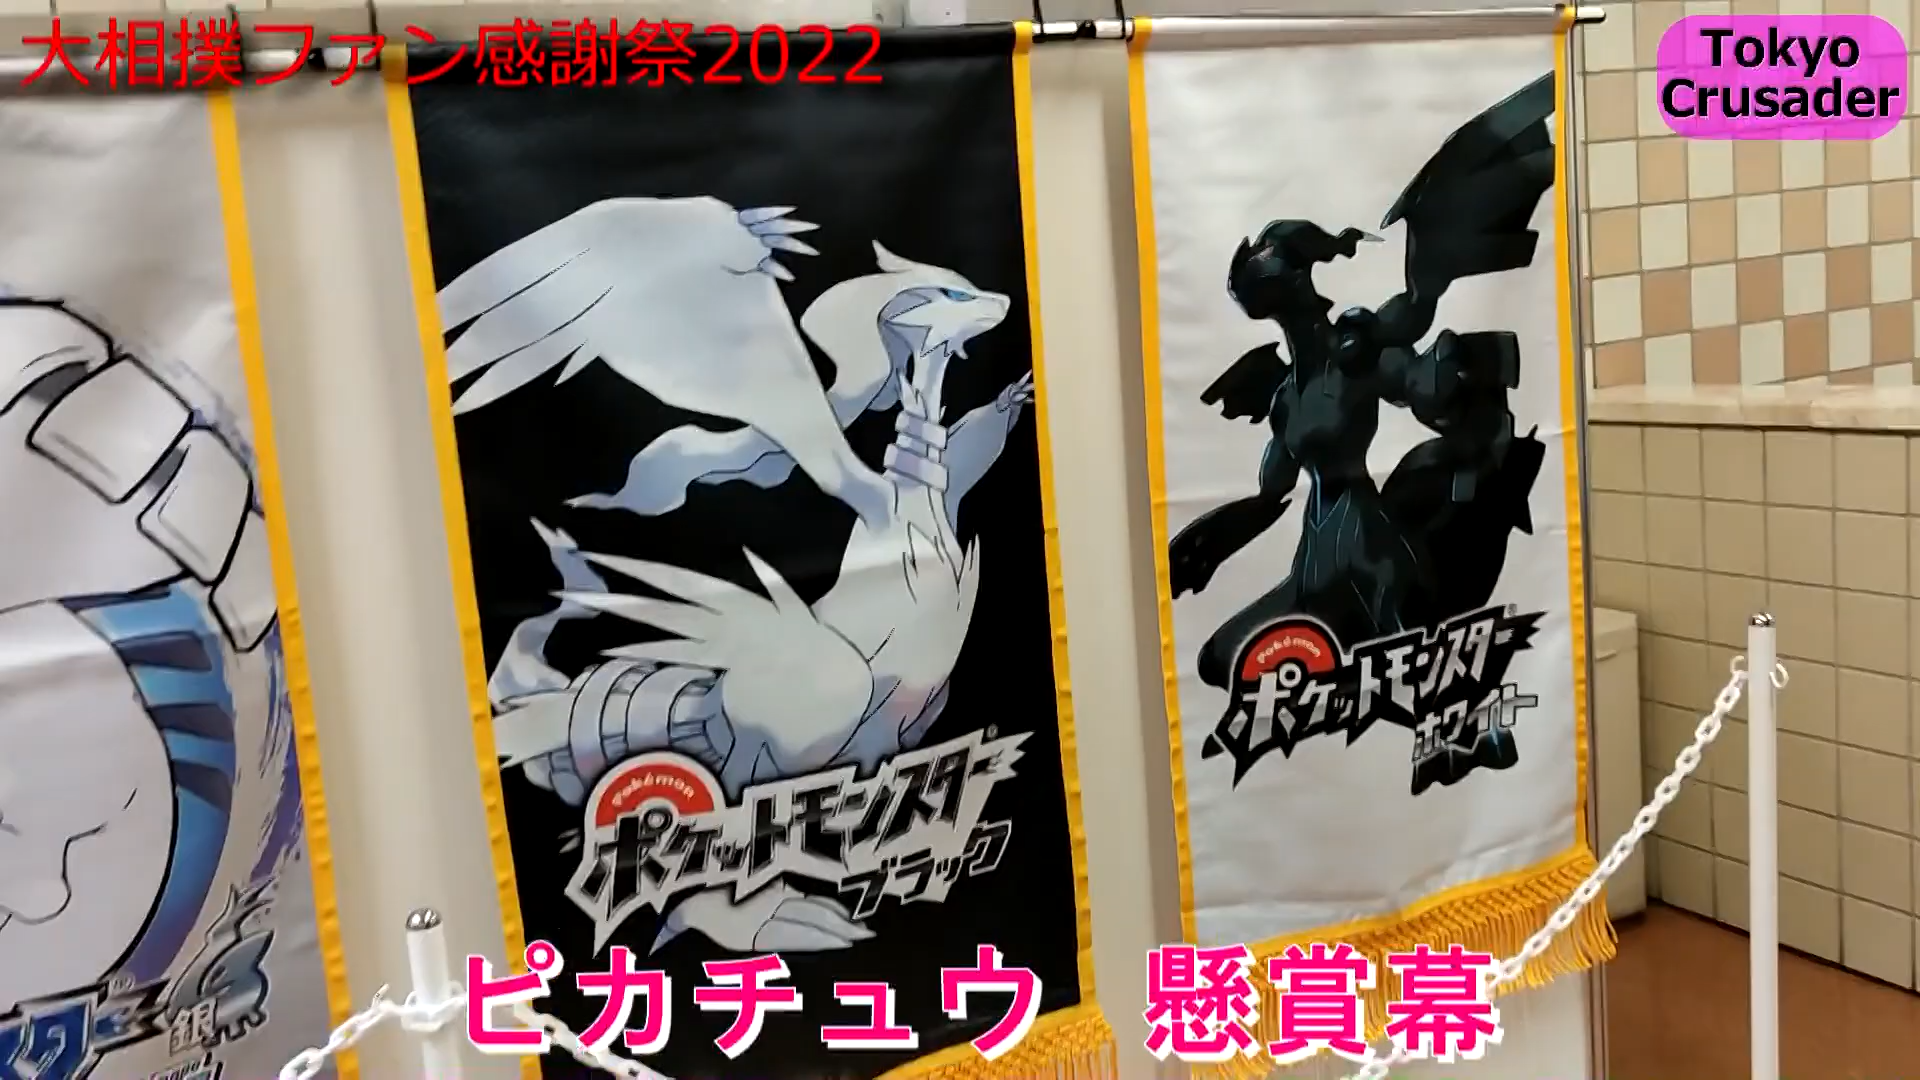 大相撲ファン感謝祭2022
Tokyo
Crusader
Pokémon
ポケットモンスター
ホワイト
Pokémon
ポケットモンスター
ブラック
銀
ピカチュウ 懸賞幕